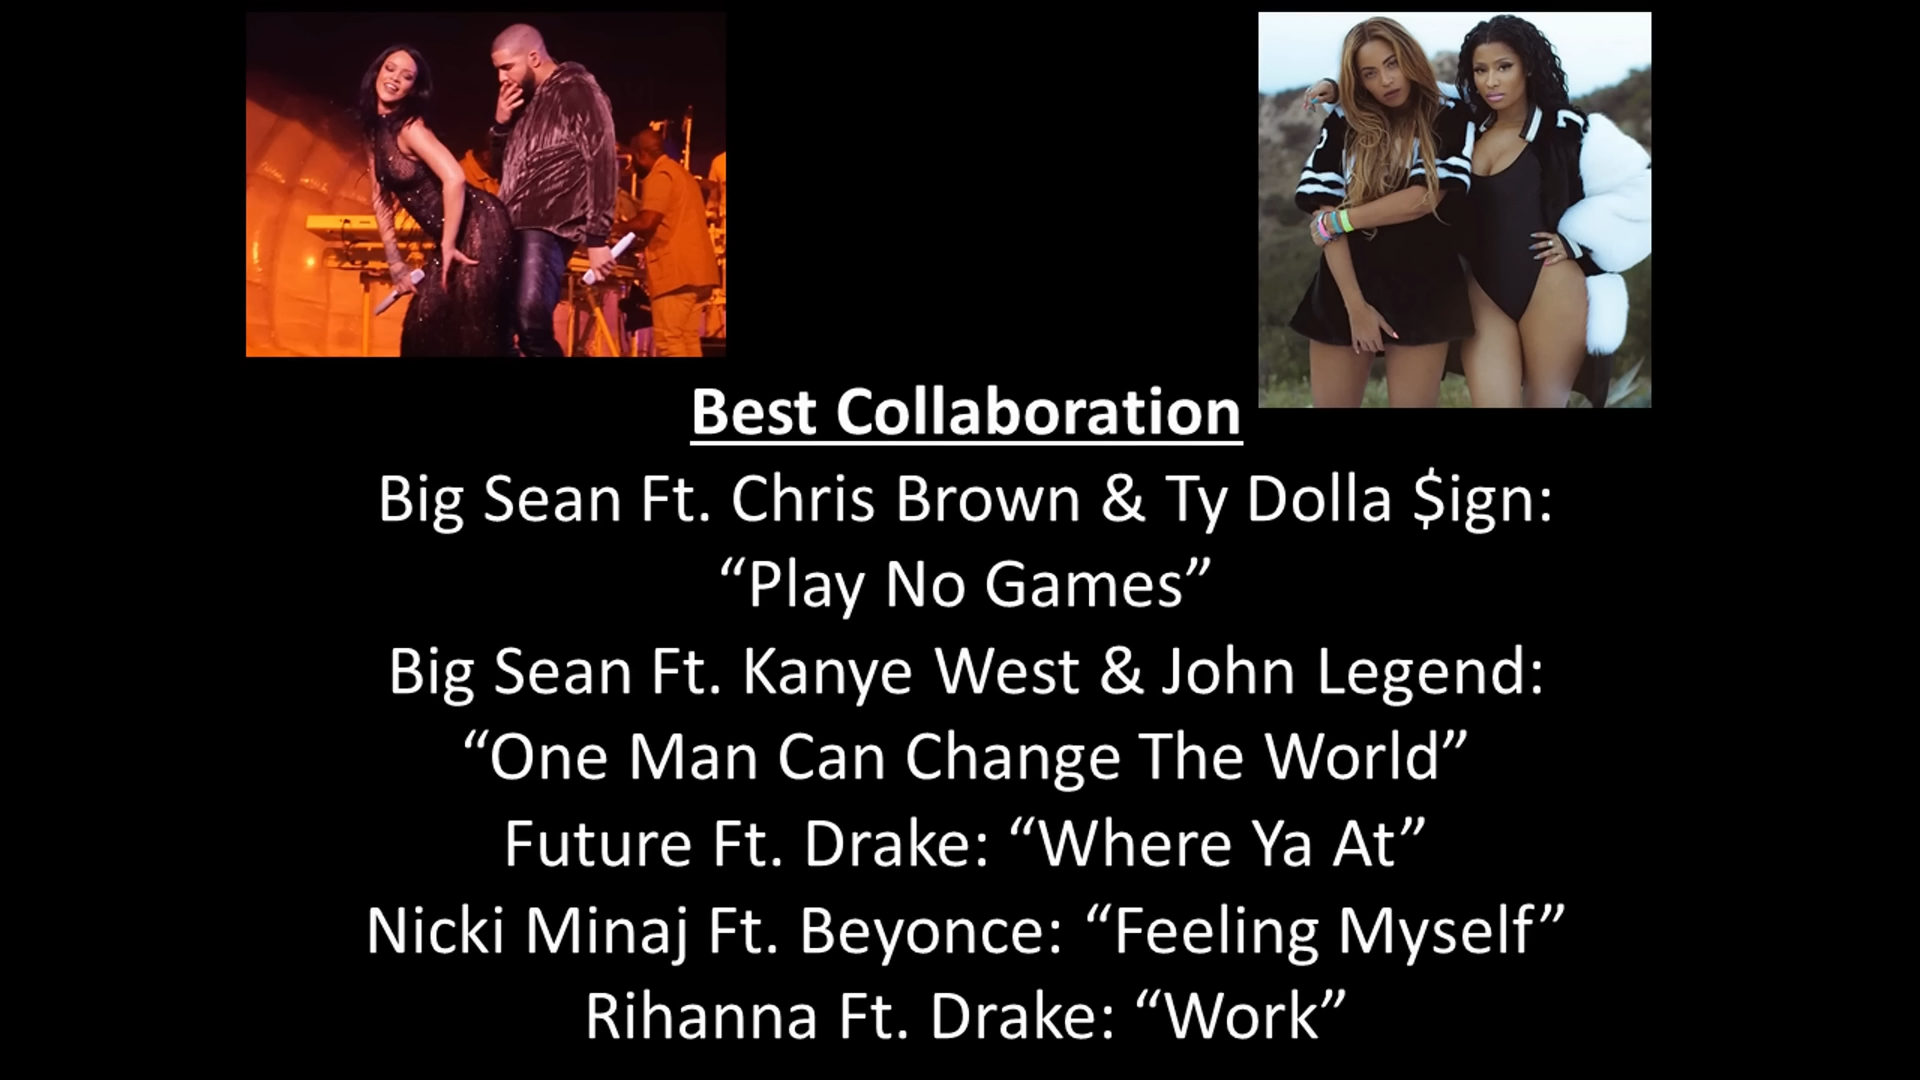 Best Collaboration
Big Sean Ft. Chris Brown & Ty Dolla $ign:
“Play No Games”
Big Sean Ft. Kanye West & John Legend:
“One Man Can Change The World”
Future Ft. Drake: “Where Ya At”
Nicki Minaj Ft. Beyonce: “Feeling Myself”
Rihanna Ft. Drake: “Work”